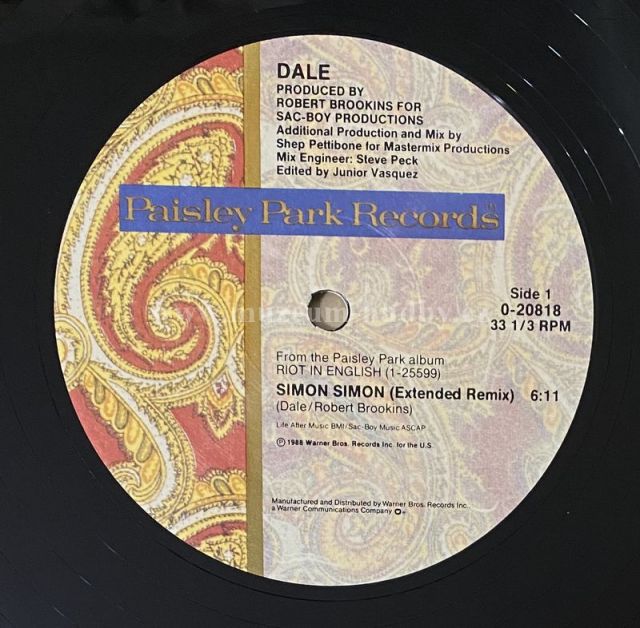 DALE
PRODUCED BY
ROBERT BROOKINS FOR
SAC-BOY PRODUCTIONS
Additional Production and Mix by
Shep Pettibone for Mastermix Productions
Mix Engineer: Steve Peck
Edited by Junior Vasquez
Paisley Park Records
Side 1
0-20818
33 1/3 RPM
From the Paisley Park album
RIOT IN ENGLISH (1-25599)
SIMON SIMON (Extended Remix) 6:11
(Dale/Robert Brookins)
Life After Music BMI/Sac-Boy Music ASCAP
℗ 1988 Warner Bros. Records Inc. for the U.S.
Manufactured and Distributed by Warner Bros. Records Inc.,
a Warner Communications Company